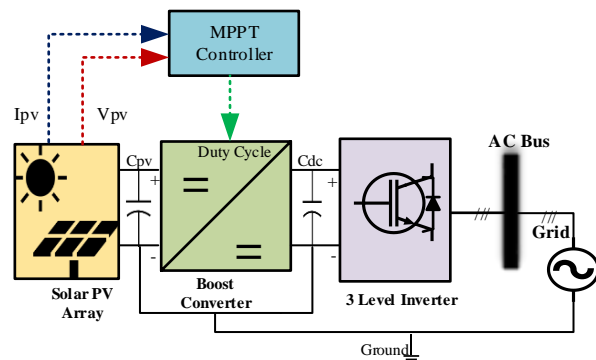 MPPT
Controller
Ipv
Vpv
Cpv
Duty Cycle
Cdc
AC Bus
+
+
-
-
Grid
Solar PV
Array
Boost
Converter
3 Level Inverter
Ground